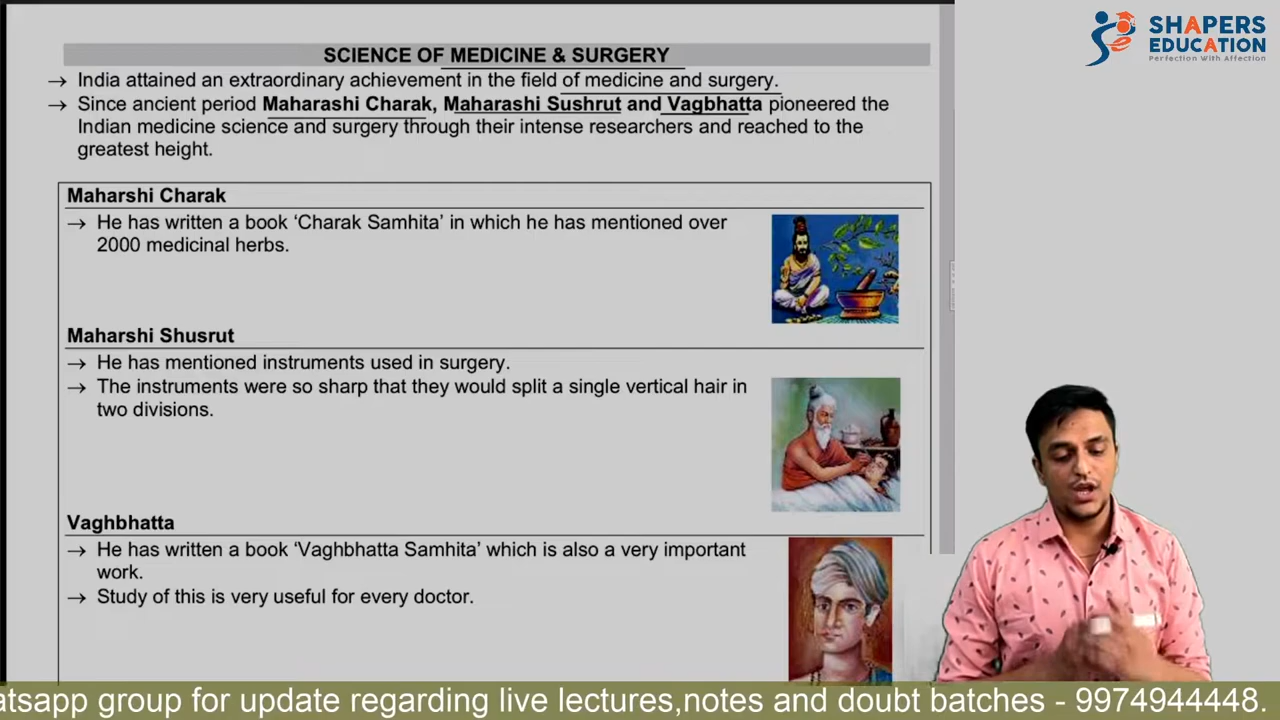 SHAPERS
EDUCATION
Perfection With Affection
SCIENCE OF MEDICINE & SURGERY
→ India attained an extraordinary achievement in the field of medicine and surgery.
→ Since ancient period Maharashi Charak, Maharashi Sushrut and Vagbhatta pioneered the
Indian medicine science and surgery through their intense researchers and reached to the
greatest height.
Maharshi Charak
→ He has written a book ‘Charak Samhita’ in which he has mentioned over
2000 medicinal herbs.
Maharshi Shusrut
→ He has mentioned instruments used in surgery.
→ The instruments were so sharp that they would split a single vertical hair in
two divisions.
Vaghbhatta
→ He has written a book ‘Vaghbhatta Samhita’ which is also a very important
work.
→ Study of this is very useful for every doctor.
atsapp group for update regarding live lectures,notes and doubt batches - 9974944448.